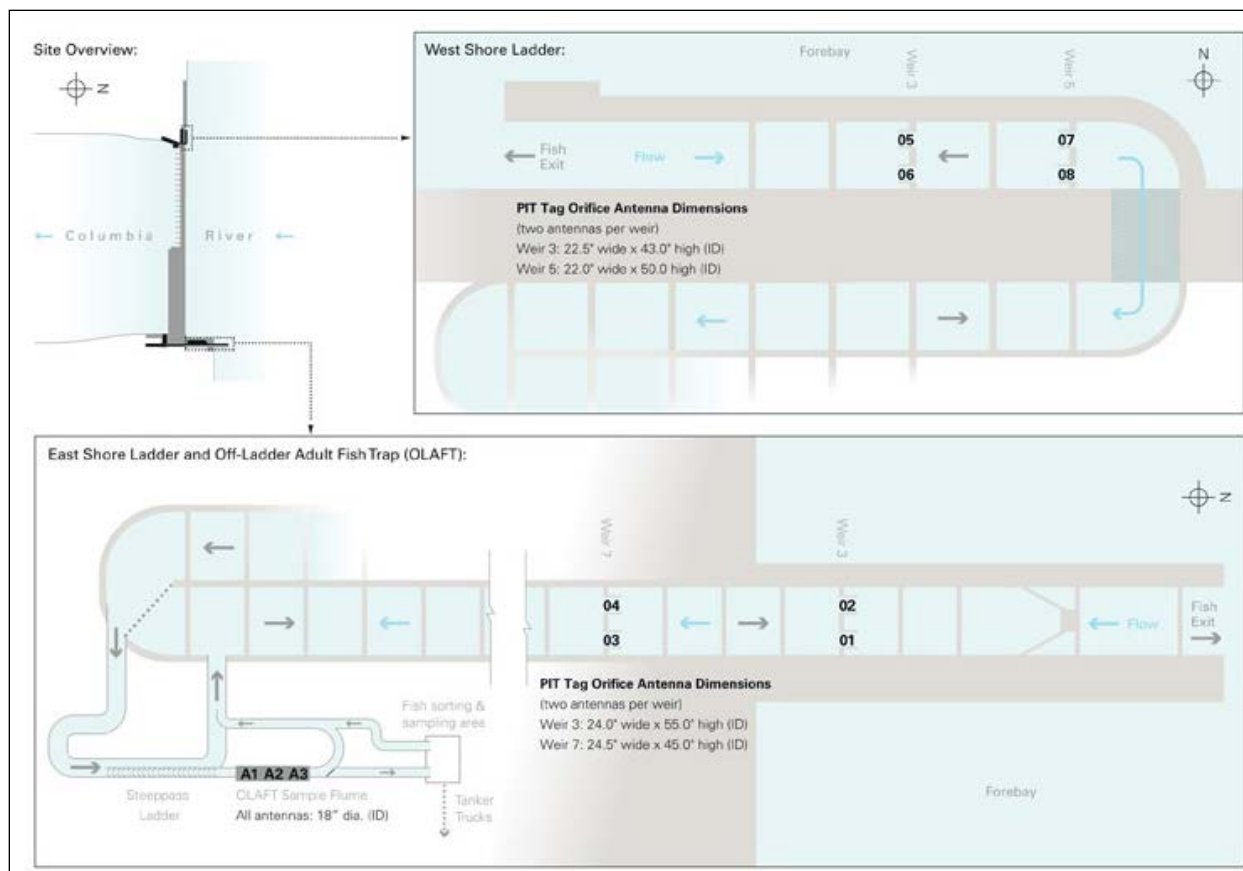 Site Overview:
N
Columbia River
West Shore Ladder:
Forebay
Weir 3
Weir 5
N
Fish
Exit
Flow
05
07
06
08
PIT Tag Orifice Antenna Dimensions
(two antennas per weir)
Weir 3: 22.5" wide x 43.0" high (ID)
Weir 5: 22.0" wide x 50.0 high (ID)
East Shore Ladder and Off-Ladder Adult Fish Trap (OLAFT):
N
Weir 7
Weir 3
04
02
03
01
Flow
Fish
Exit
PIT Tag Orifice Antenna Dimensions
(two antennas per weir)
Weir 3: 24.0" wide x 55.0" high (ID)
Weir 7: 24.5" wide x 45.0" high (ID)
Fish sorting &
sampling area
A1 A2 A3
Steeppass
Ladder
OLAFT Sample Flume
All antennas: 18" dia. (ID)
Tanker
Trucks
Forebay